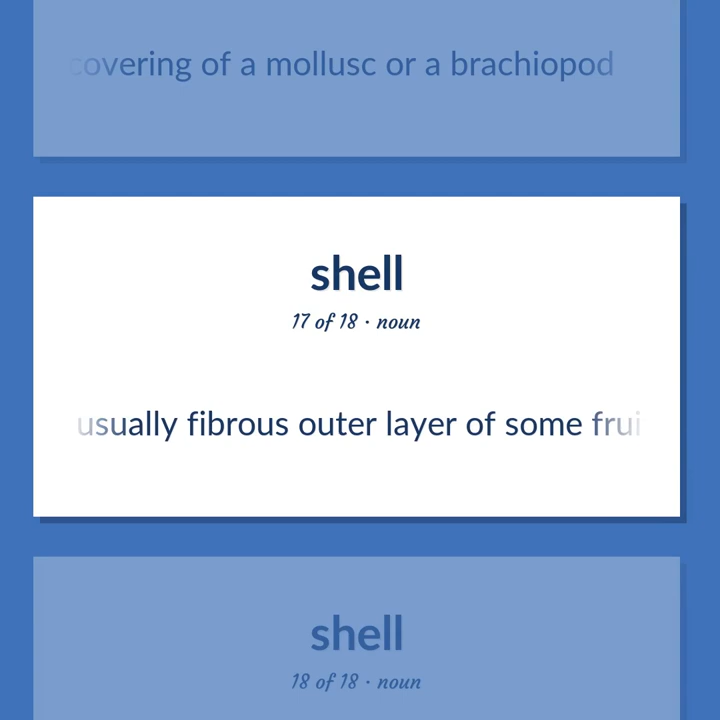 covering of a mollusc or a brachiopod
shell
17 of 18 · noun
usually fibrous outer layer of some frui
shell
18 of 18 · noun